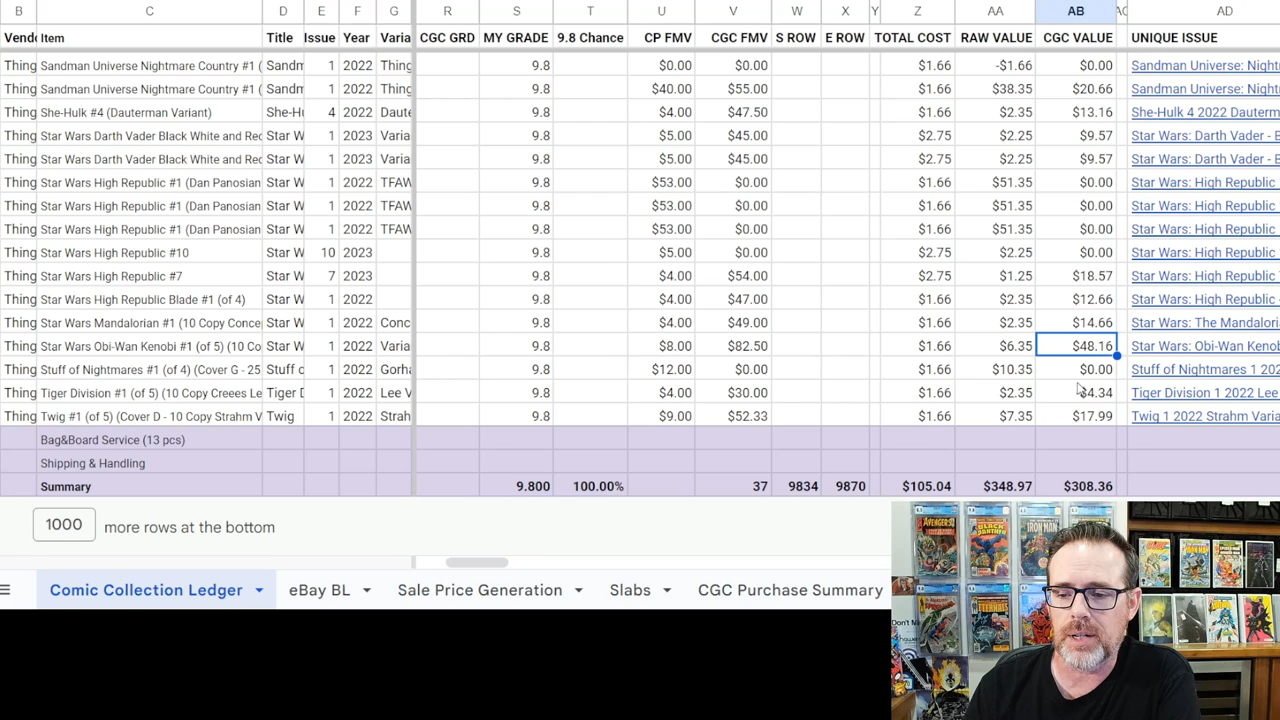 B C D E F G R S T U V W X Y Z AA AB AC AD
Vend Item Title Issue Year Varia CGC GRD MY GRADE 9.8 Chance CP FMV CGC FMV S ROW E ROW TOTAL COST RAW VALUE CGC VALUE UNIQUE ISSUE
Thing Sandman Universe Nightmare Country #1 ( Sandm 1 2022 Thing 9.8 $0.00 $0.00 $1.66 -$1.66 $0.00 Sandman Universe: Night
Thing Sandman Universe Nightmare Country #1 ( Sandm 1 2022 Thing 9.8 $40.00 $55.00 $1.66 $38.35 $20.66 Sandman Universe: Night
Thing She-Hulk #4 (Dauterman Variant) She-Hu 4 2022 Daute 9.8 $4.00 $47.50 $1.66 $2.35 $13.16 She-Hulk 4 2022 Dauterm
Thing Star Wars Darth Vader Black White and Rec Star W 1 2023 Varia 9.8 $5.00 $45.00 $2.75 $2.25 $9.57 Star Wars: Darth Vader - B
Thing Star Wars Darth Vader Black White and Rec Star W 1 2023 Varia 9.8 $5.00 $45.00 $2.75 $2.25 $9.57 Star Wars: Darth Vader - B
Thing Star Wars High Republic #1 (Dan Panosian Star W 1 2022 TFAW 9.8 $53.00 $0.00 $1.66 $51.35 $0.00 Star Wars: High Republic
Thing Star Wars High Republic #1 (Dan Panosian Star W 1 2022 TFAW 9.8 $53.00 $0.00 $1.66 $51.35 $0.00 Star Wars: High Republic
Thing Star Wars High Republic #1 (Dan Panosian Star W 1 2022 TFAW 9.8 $53.00 $0.00 $1.66 $51.35 $0.00 Star Wars: High Republic
Thing Star Wars High Republic #10 Star W 10 2023 9.8 $5.00 $0.00 $2.75 $2.25 $0.00 Star Wars: High Republic
Thing Star Wars High Republic #7 Star W 7 2023 9.8 $4.00 $54.00 $2.75 $1.25 $18.57 Star Wars: High Republic
Thing Star Wars High Republic Blade #1 (of 4) Star W 1 2022 9.8 $4.00 $47.00 $1.66 $2.35 $12.66 Star Wars: High Republic -
Thing Star Wars Mandalorian #1 (10 Copy Conce Star W 1 2022 Conc 9.8 $4.00 $49.00 $1.66 $2.35 $14.66 Star Wars: The Mandalori
Thing Star Wars Obi-Wan Kenobi #1 (of 5) (10 Co Star W 1 2022 Varia 9.8 $8.00 $82.50 $1.66 $6.35 $48.16 Star Wars: Obi-Wan Kenob
Thing Stuff of Nightmares #1 (of 4) (Cover G - 25 Stuff o 1 2022 Gorha 9.8 $12.00 $0.00 $1.66 $10.35 $0.00 Stuff of Nightmares 1 202
Thing Tiger Division #1 (of 5) (10 Copy Creees Le Tiger D 1 2022 Lee V 9.8 $4.00 $30.00 $1.66 $2.35 $4.34 Tiger Division 1 2022 Lee
Thing Twig #1 (of 5) (Cover D - 10 Copy Strahm V Twig 1 2022 Strah 9.8 $9.00 $52.33 $1.66 $7.35 $17.99 Twig 1 2022 Strahm Varia
Bag&Board Service (13 pcs)
Shipping & Handling
Summary 9.800 100.00% 37 9834 9870 $105.04 $348.97 $308.36
1000 more rows at the bottom
Comic Collection Ledger eBay BL Sale Price Generation Slabs CGC Purchase Summary
AVENGERS BLACK PANTHER IRON MAN
ETERNALS